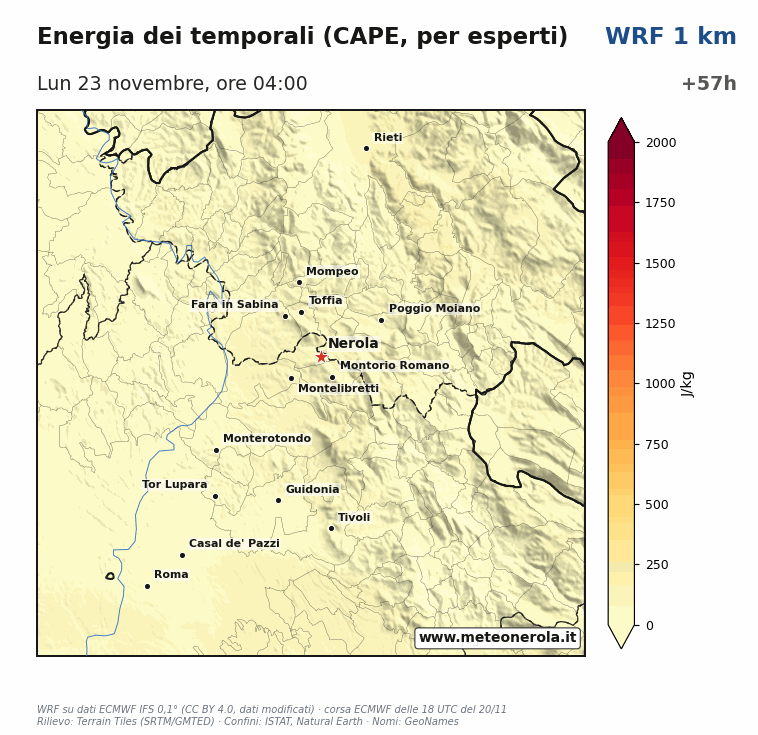 Energia dei temporali (CAPE, per esperti)
WRF 1 km
Lun 23 novembre, ore 04:00
+57h
Rieti
Mompeo
Toffia
Fara in Sabina
Poggio Moiano
Nerola
Montorio Romano
Montelibretti
Monterotondo
Tor Lupara
Guidonia
Tivoli
Casal de' Pazzi
Roma
www.meteonerola.it
2000
1750
1500
1250
1000
750
500
250
0
J/kg
WRF su dati ECMWF IFS 0,1° (CC BY 4.0, dati modificati) · corsa ECMWF delle 18 UTC del 20/11
Rilievo: Terrain Tiles (SRTM/GMTED) · Confini: ISTAT, Natural Earth · Nomi: GeoNames